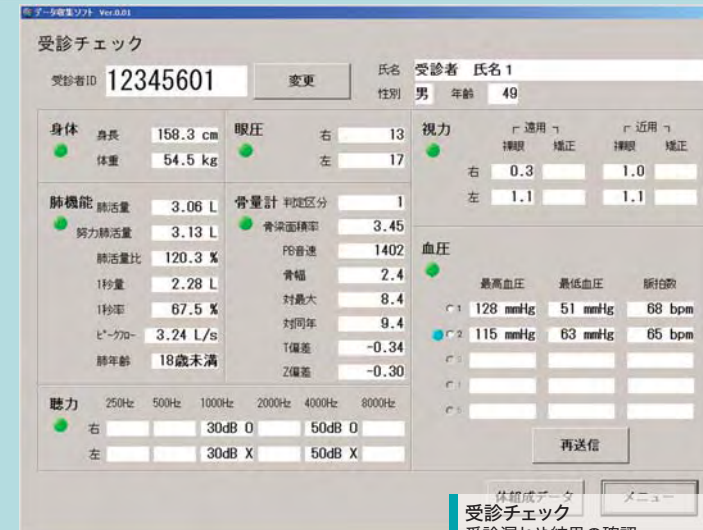 データ収集ソフト Ver.0.01
受診チェック
受診者ID 12345601 変更
氏名 受診者 氏名1
性別 男 年齢 49
身体 身長 158.3 cm
体重 54.5 kg
眼圧 右 13
左 17
視力 遠用 近用
裸眼 矯正 裸眼 矯正
右 0.3 1.0
左 1.1 1.1
肺機能 肺活量 3.06 L
努力肺活量 3.13 L
肺活量比 120.3 %
1秒量 2.28 L
1秒率 67.5 %
ピークフロー 3.24 L/s
肺年齢 18歳未満
骨量計 判定区分 1
骨梁面積率 3.45
PB音速 1402
骨幅 2.4
対最大 8.4
対同年 9.4
T偏差 -0.34
Z偏差 -0.30
血圧
最高血圧 最低血圧 脈拍数
1 128 mmHg 51 mmHg 68 bpm
2 115 mmHg 63 mmHg 65 bpm
3
4
5
再送信
聴力 250Hz 500Hz 1000Hz 2000Hz 4000Hz 8000Hz
右 30dB O 50dB O
左 30dB X 50dB X
体組成データ メニュー
受診チェック
受診漏れや結果の確認